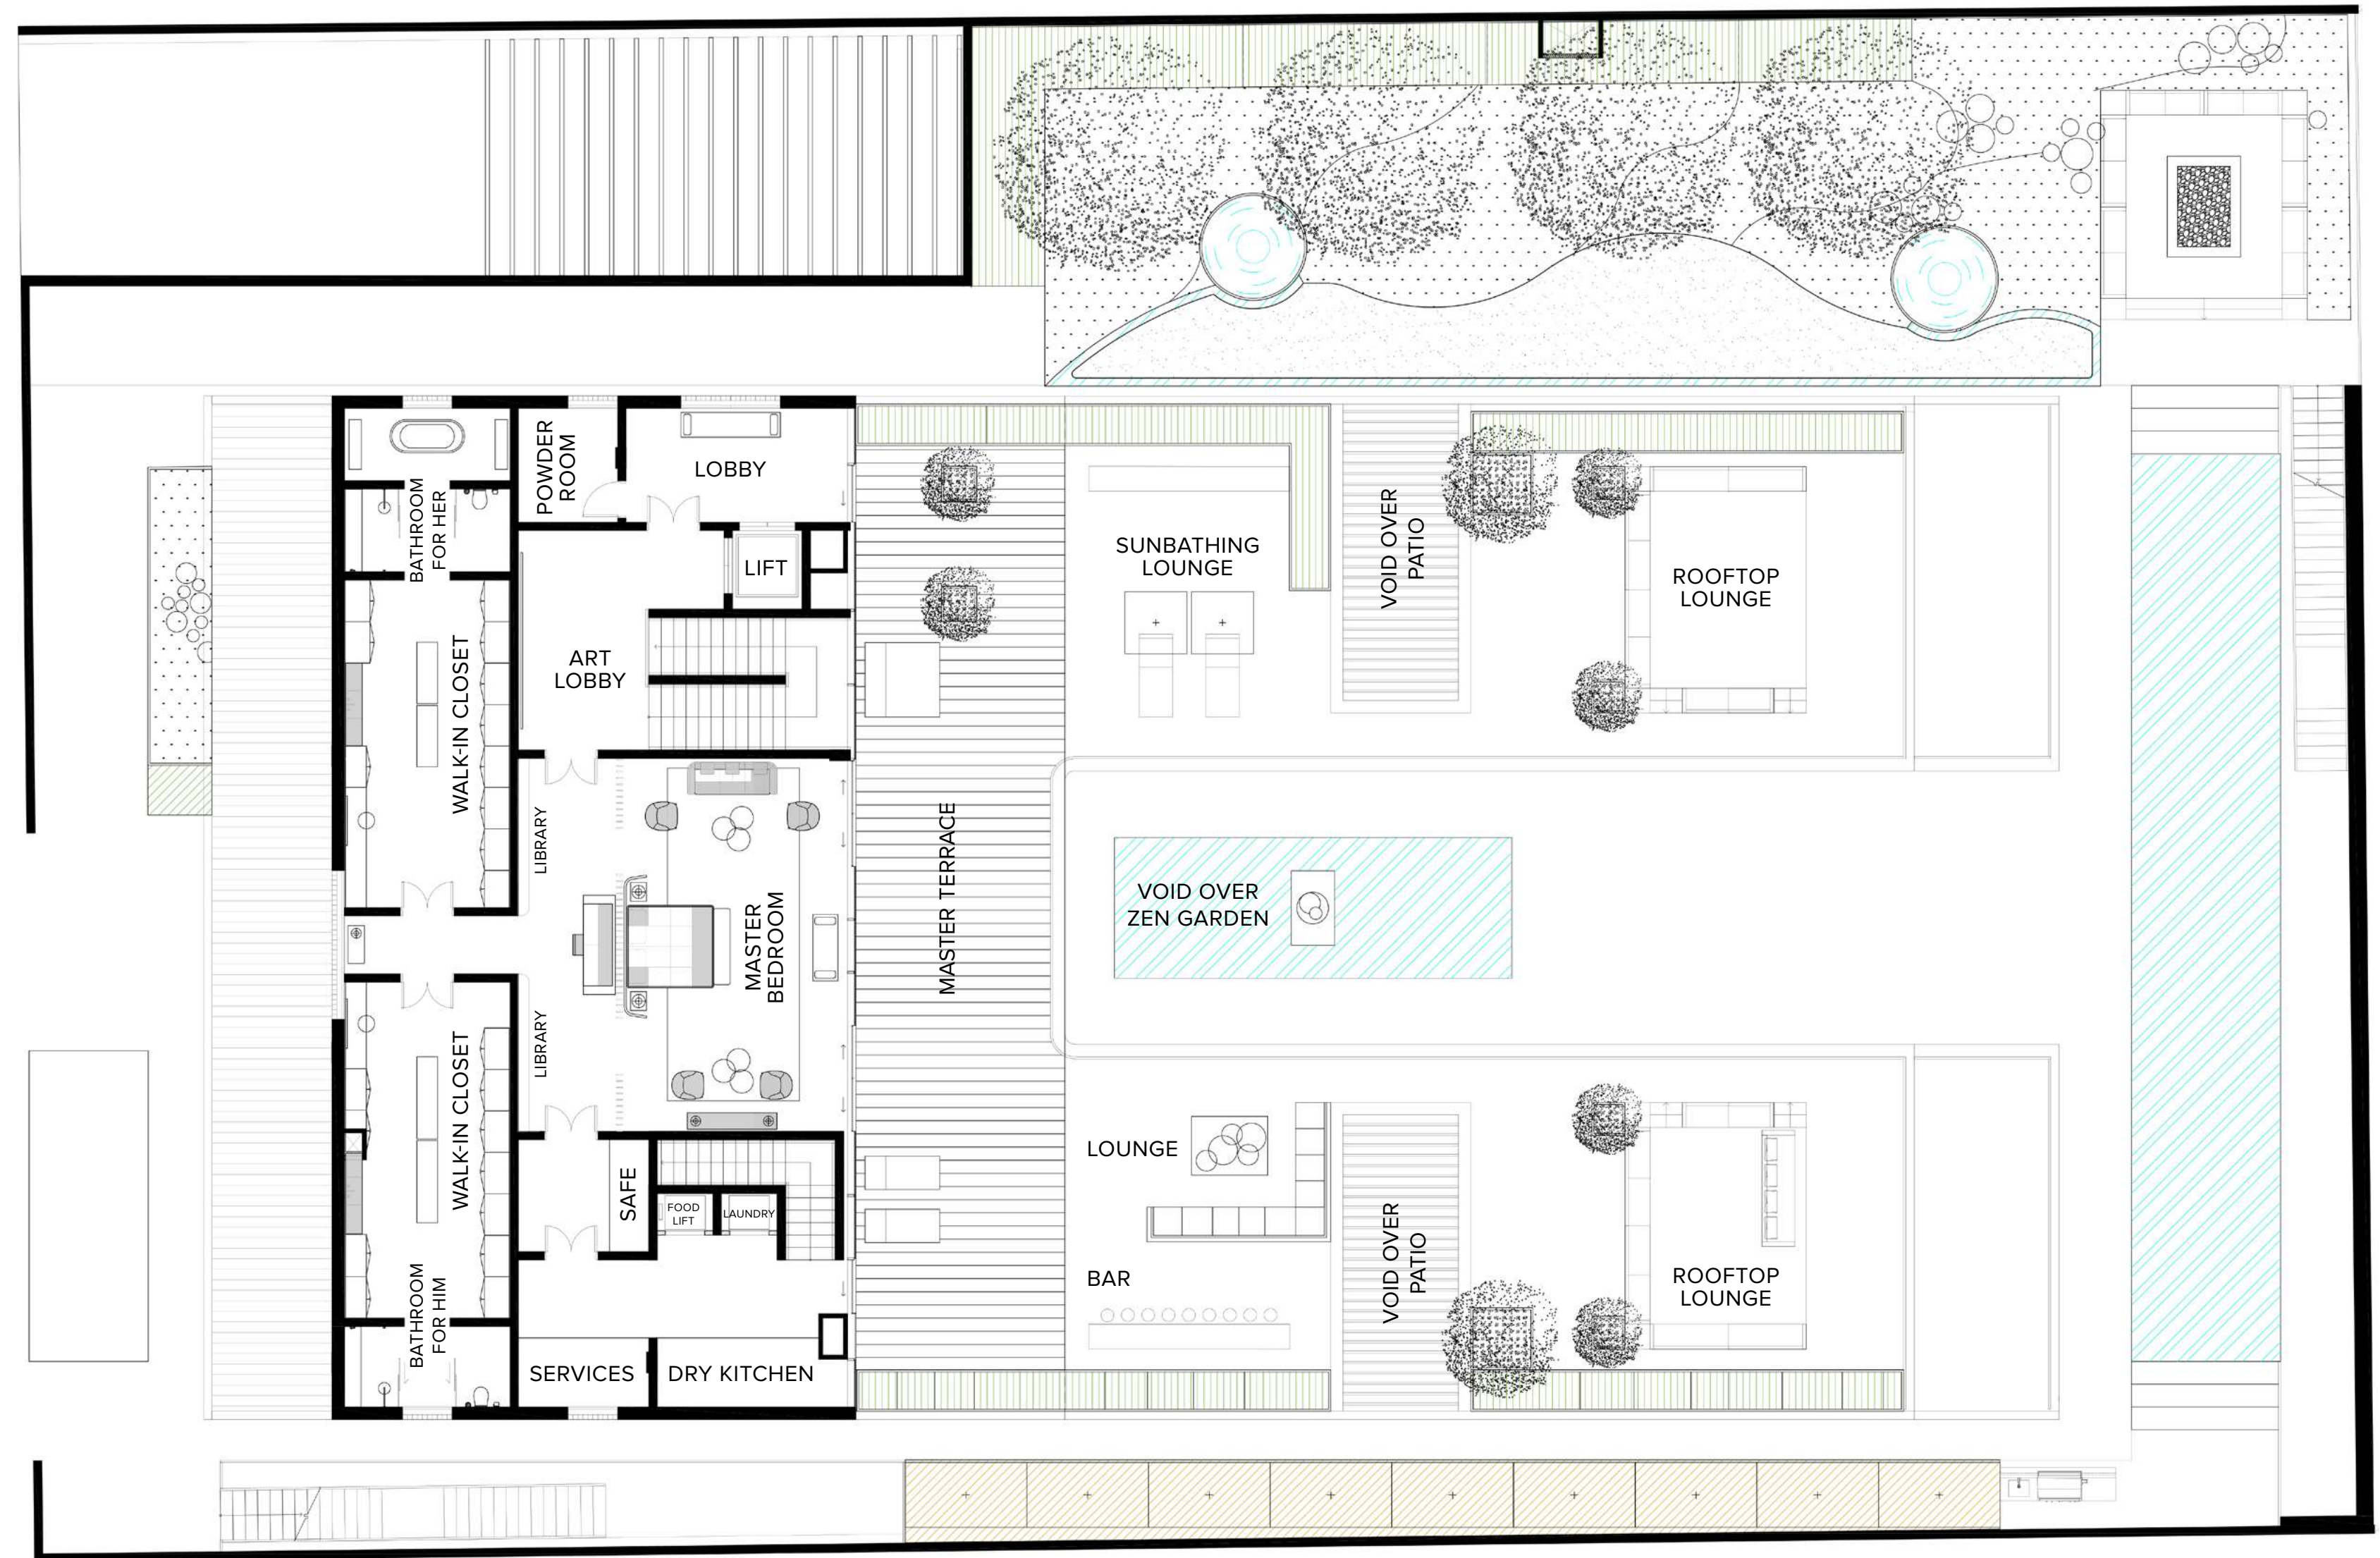 POWDER
ROOM
LOBBY
BATHROOM
FOR HER
LIFT
SUNBATHING
LOUNGE
VOID OVER
PATIO
ROOFTOP
LOUNGE
ART
LOBBY
WALK-IN CLOSET
LIBRARY
MASTER
BEDROOM
MASTER TERRACE
VOID OVER
ZEN GARDEN
LIBRARY
WALK-IN CLOSET
SAFE
FOOD
LIFT
LAUNDRY
LOUNGE
BAR
VOID OVER
PATIO
ROOFTOP
LOUNGE
BATHROOM
FOR HIM
SERVICES
DRY KITCHEN